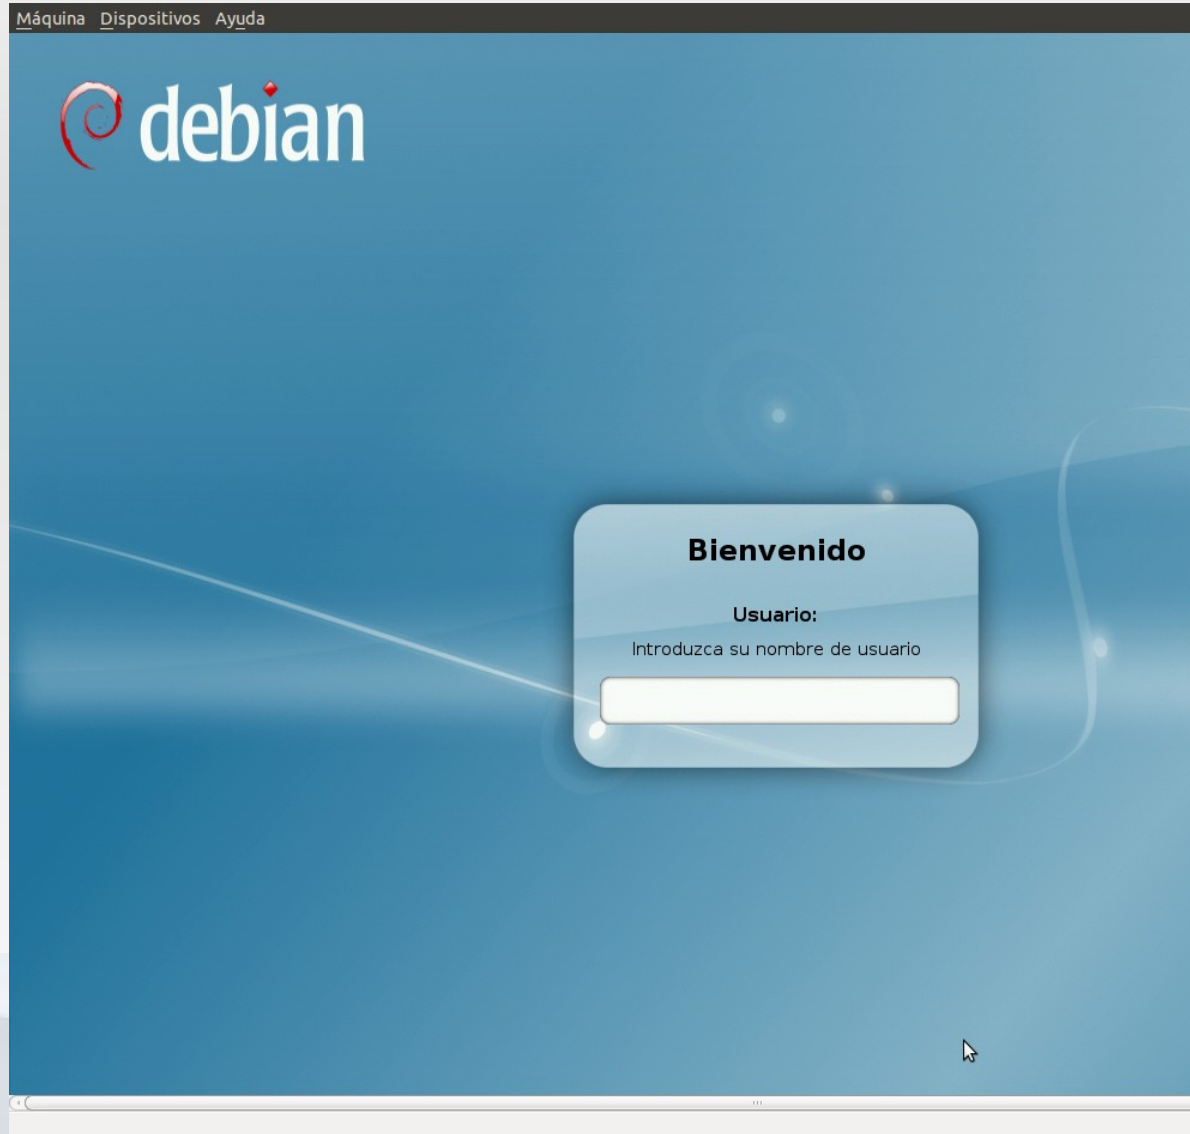 Máquina Dispositivos Ayuda
debian
Bienvenido
Usuario:
Introduzca su nombre de usuario